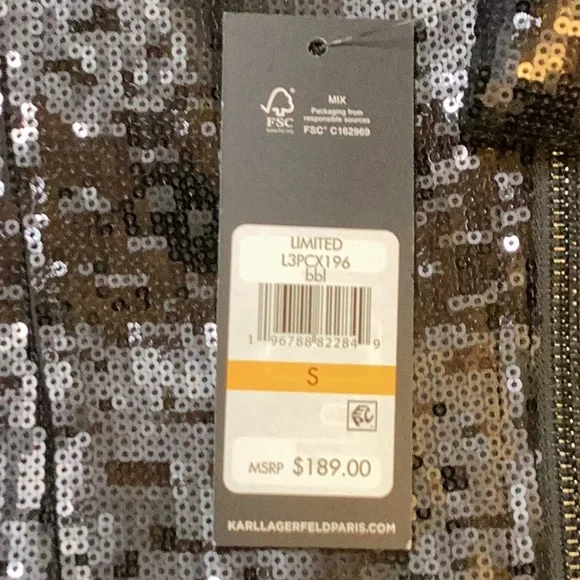 MIX
Packaging from
responsible sources
FSC® C162969
FSC
www.fsc.org
LIMITED
L3PCX196
bbl
1 96788 82284 9
S
MSRP $189.00
KARLLAGERFELDPARIS.COM